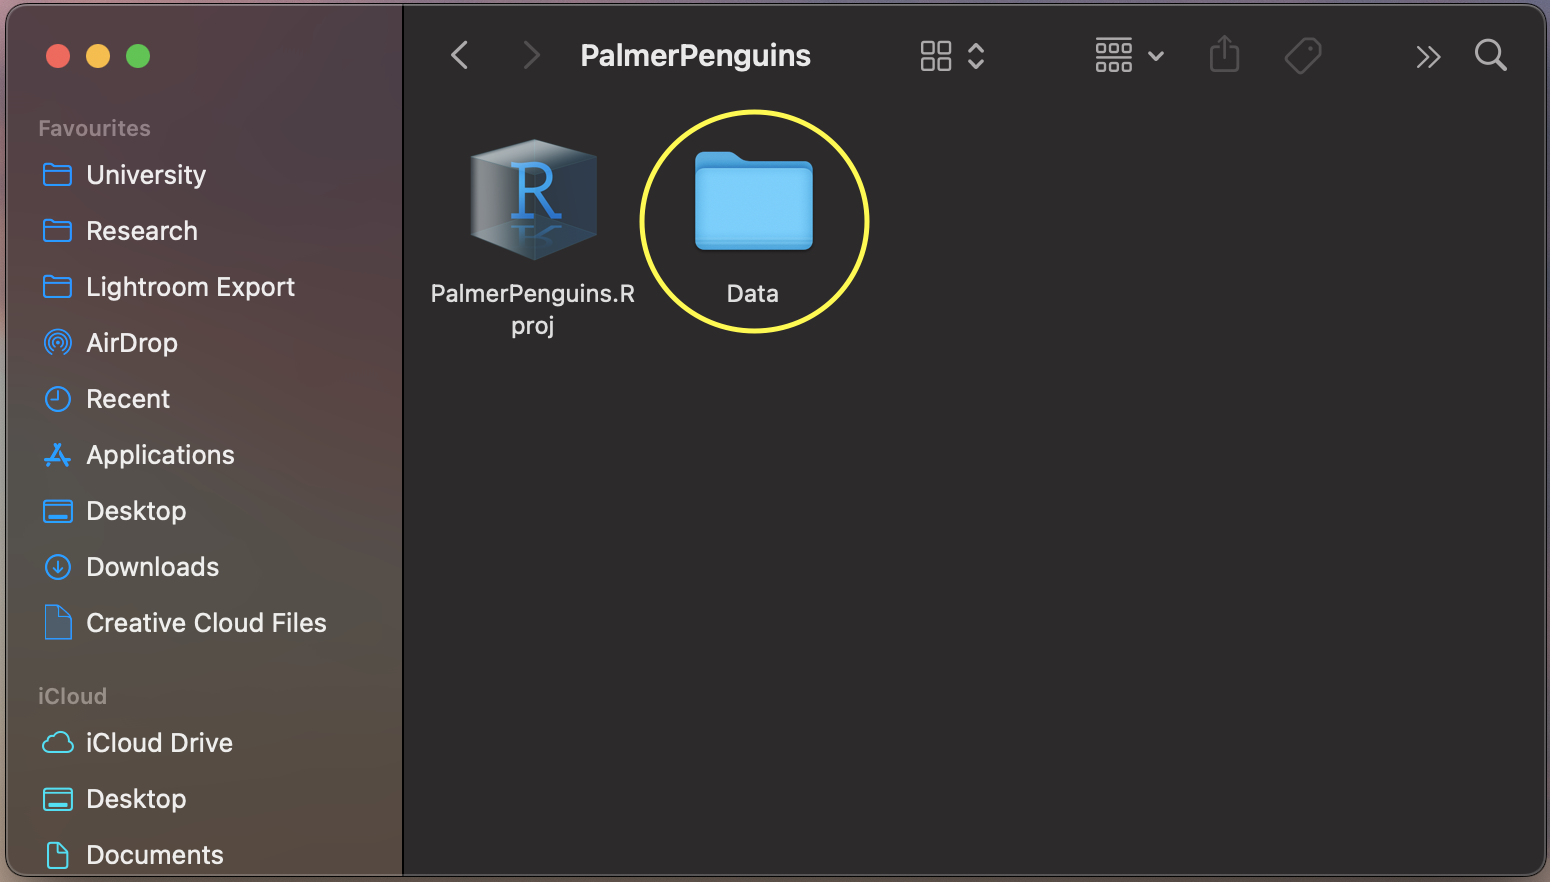 PalmerPenguins
Favourites
University
Research
Lightroom Export
AirDrop
Recent
Applications
Desktop
Downloads
Creative Cloud Files
iCloud
iCloud Drive
Desktop
Documents
R
PalmerPenguins.R
proj
Data